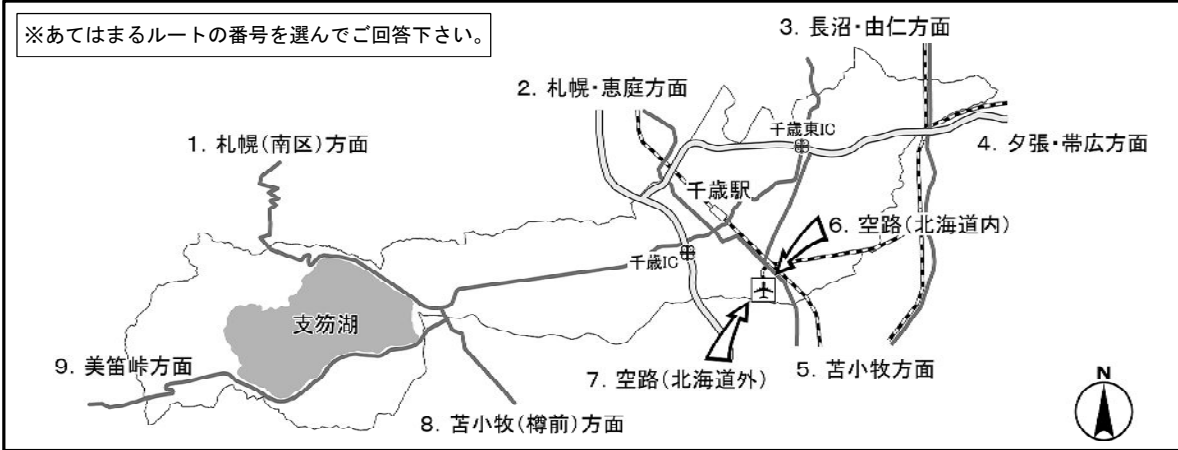 ※あてはまるルートの番号を選んでご回答下さい。
3. 長沼・由仁方面
2. 札幌・恵庭方面
千歳東IC
1. 札幌(南区)方面
4. 夕張・帯広方面
千歳駅
6. 空路(北海道内)
千歳IC
支笏湖
9. 美笛峠方面
7. 空路(北海道外)
5. 苫小牧方面
8. 苫小牧(樽前)方面
N